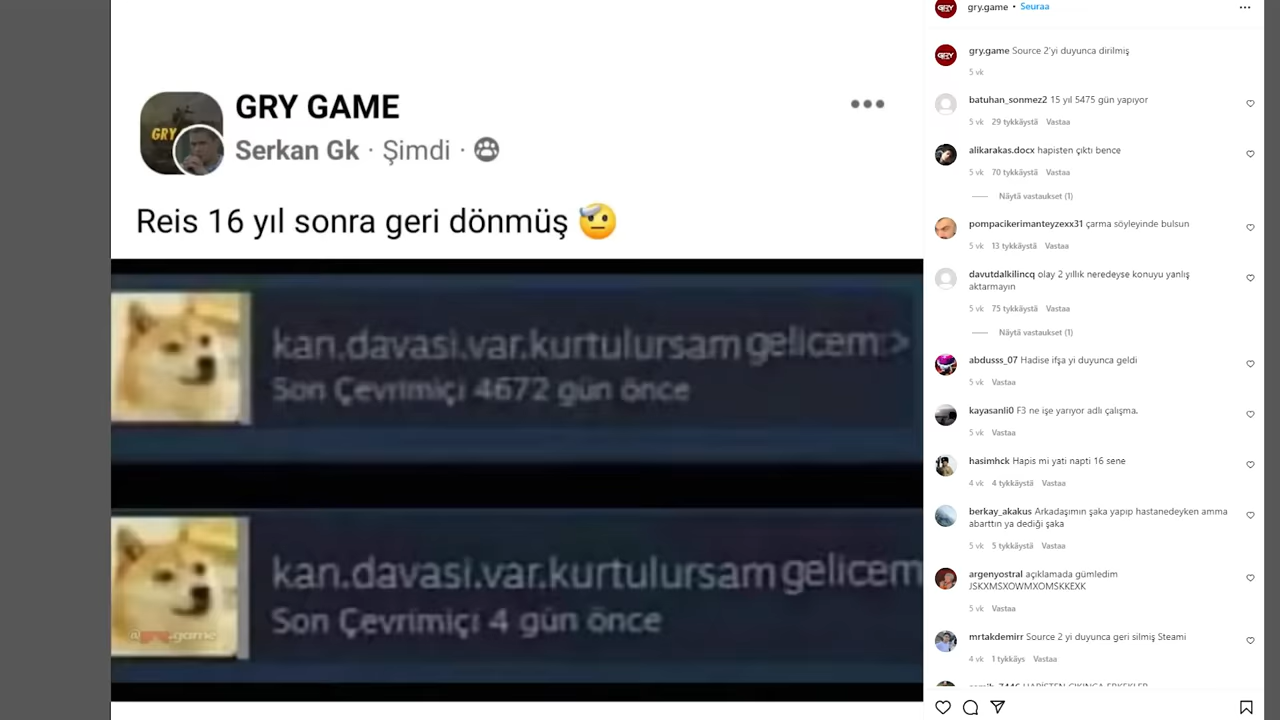 GRY GAME
GRY
Serkan Gk · Şimdi ·
Reis 16 yıl sonra geri dönmüş
kan.davasi.var.kurtulursam gelicem:>
Son Çevrimiçi 4672 gün önce
kan.davasi.var.kurtulursam gelicem
Son Çevrimiçi 4 gün önce
gry.game • Seuraa
gry.game Source 2'yi duyunca dirilmiş
5 vk
batuhan_sonmez2 15 yıl 5475 gün yapıyor
5 vk 29 tykkäystä Vastaa
alikarakas.docx hapisten çıktı bence
5 vk 70 tykkäystä Vastaa
Näytä vastaukset (1)
pompacikerimanteyzexx31 çarma söyleyinde bulsun
5 vk 13 tykkäystä Vastaa
davutdalkilincq olay 2 yıllık neredeyse konuyu yanlış
aktarmayın
5 vk 75 tykkäystä Vastaa
Näytä vastaukset (1)
abdusss_07 Hadise ifşa yi duyunca geldi
5 vk Vastaa
kayasanli0 F3 ne işe yarıyor adlı çalışma.
5 vk Vastaa
hasimhck Hapis mi yati napti 16 sene
4 vk 4 tykkäystä Vastaa
berkay_akakus Arkadaşımın şaka yapıp hastanedeyken amma
abarttın ya dediği şaka
5 vk 5 tykkäystä Vastaa
argenyostral açıklamada gümledim
JSKXMSXOWMXOMSKKEXK
5 vk Vastaa
mrtakdemirr Source 2 yi duyunca geri silmiş Steami
4 vk 1 tykkäys Vastaa